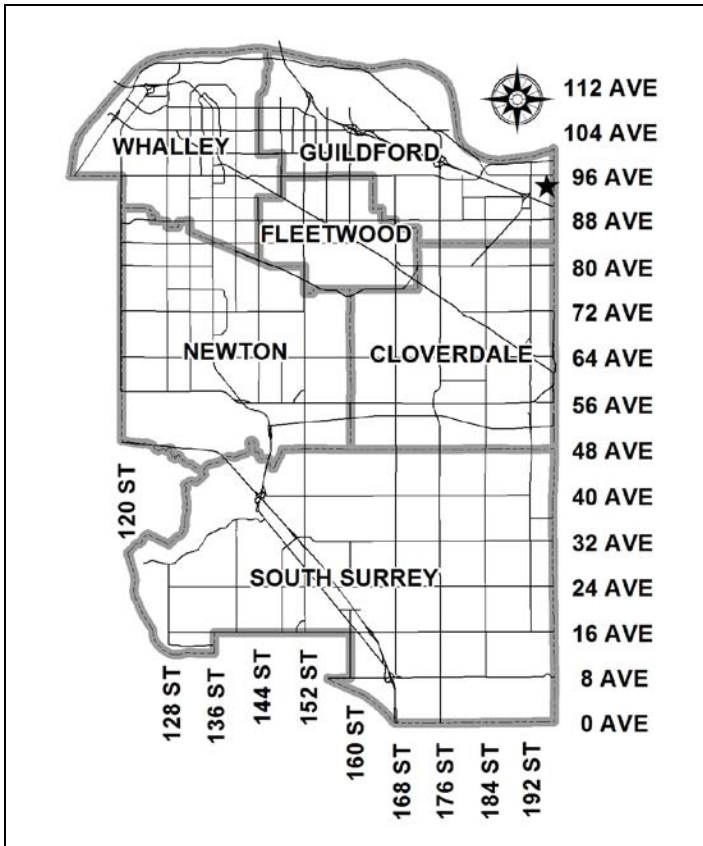 112 AVE
104 AVE
WHALLEY
GUILDFORD
96 AVE
88 AVE
FLEETWOOD
80 AVE
72 AVE
NEWTON
CLOVERDALE
64 AVE
56 AVE
48 AVE
120 ST
40 AVE
32 AVE
SOUTH SURREY
24 AVE
16 AVE
8 AVE
0 AVE
128 ST
136 ST
144 ST
152 ST
160 ST
168 ST
176 ST
184 ST
192 ST